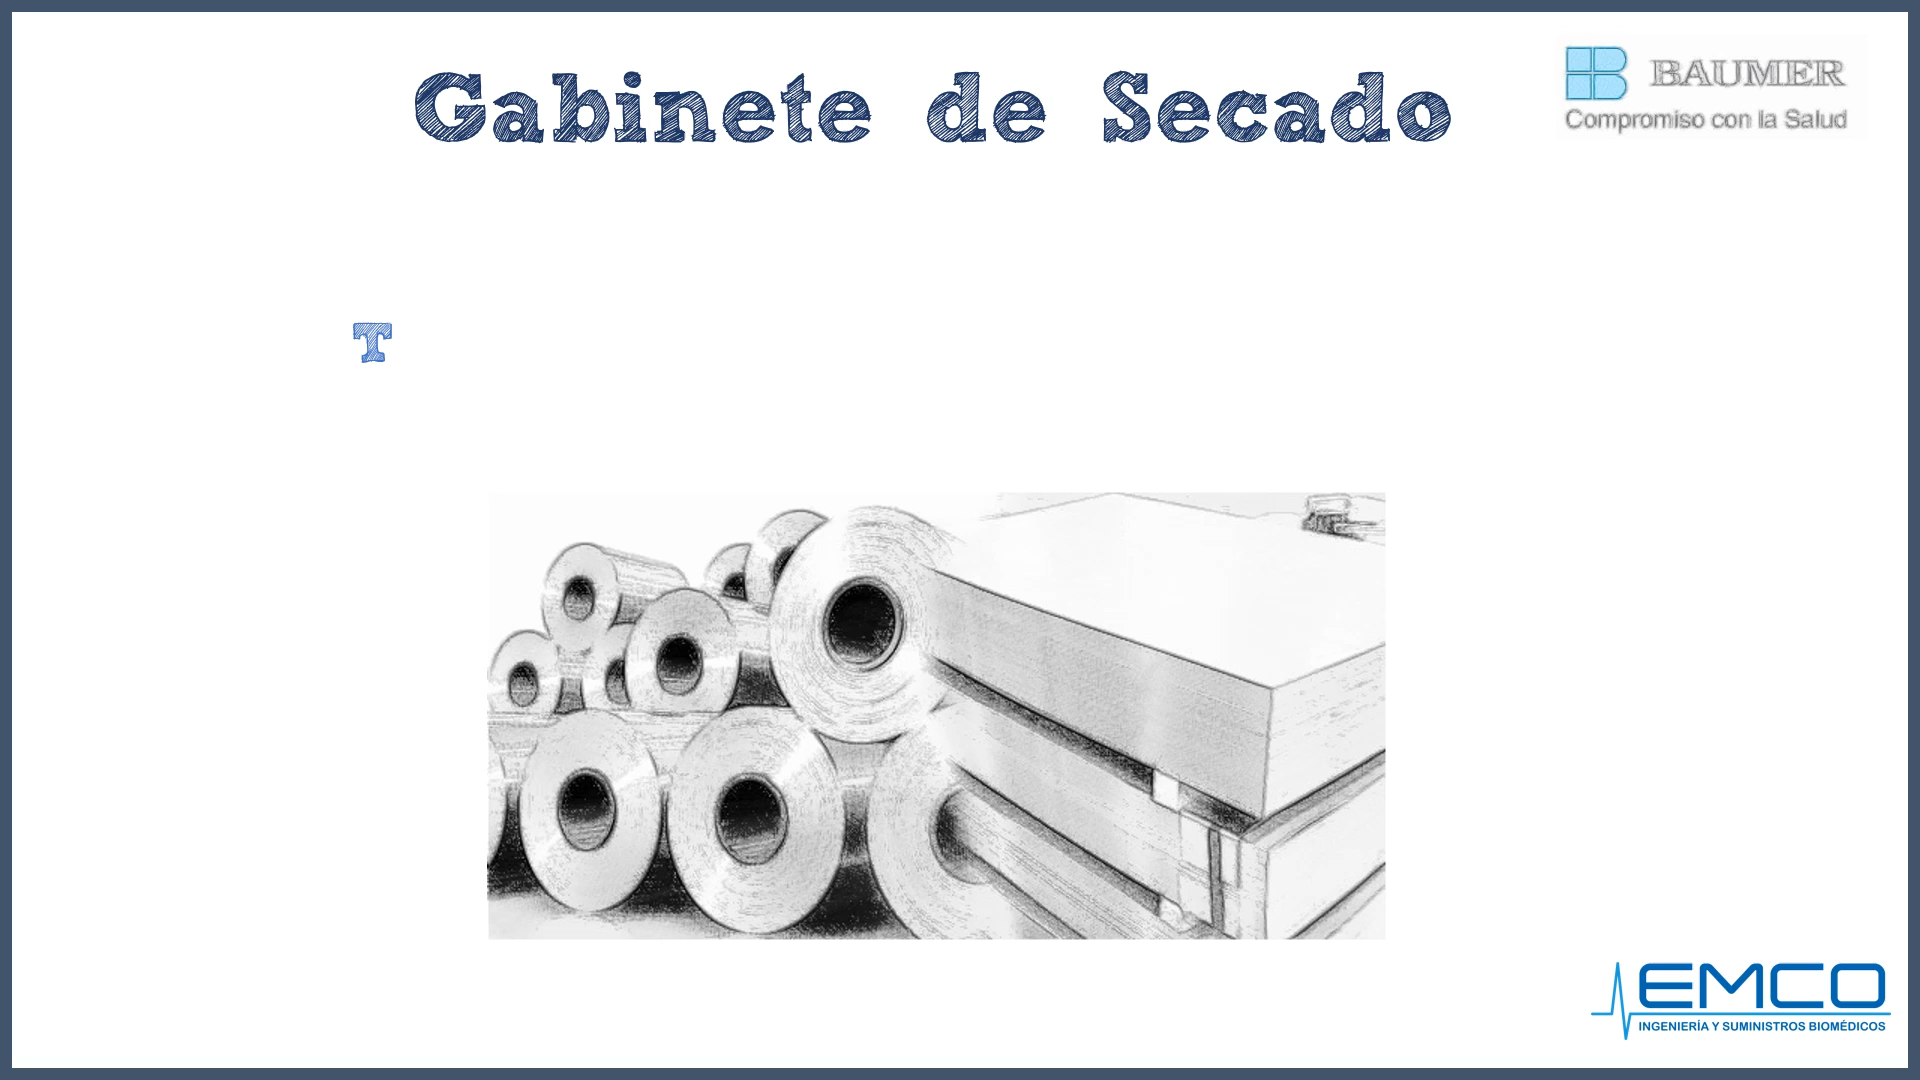 Gabinete de Secado
BAUMER
Compromiso con la Salud
T
EMCO
INGENIERÍA Y SUMINISTROS BIOMÉDICOS